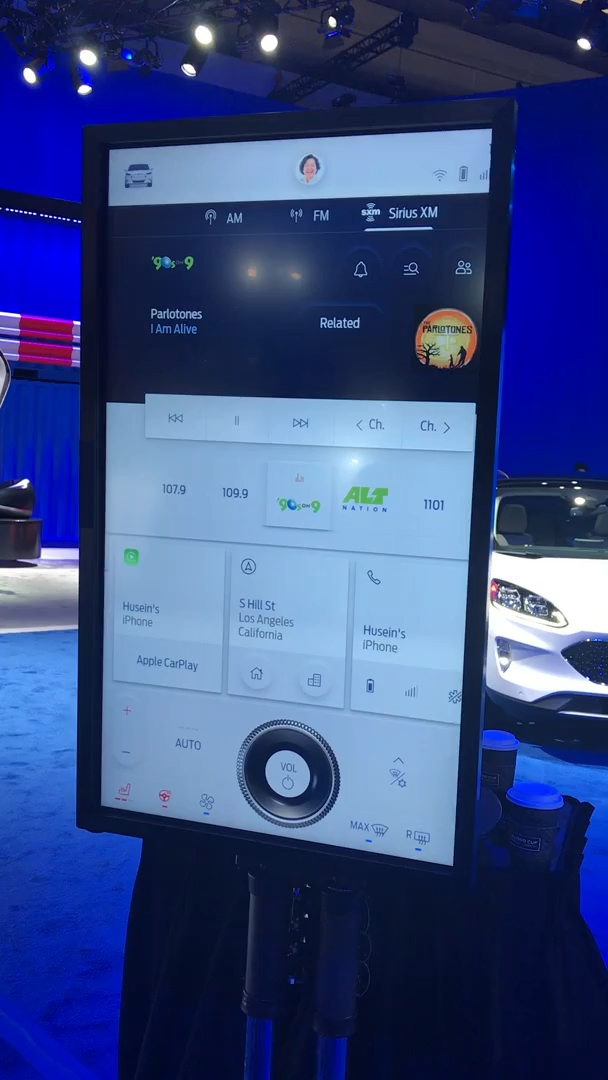 AM
FM
sxm Sirius XM
'90s ON 9
Parlotones
I Am Alive
Related
THE
PARLOTONES
Ch.
Ch.
107.9
109.9
'90s ON 9
ALT
NATION
1101
Husein's
iPhone
Apple CarPlay
S Hill St
Los Angeles
California
Husein's
iPhone
+
−
AUTO
VOL
MAX
R